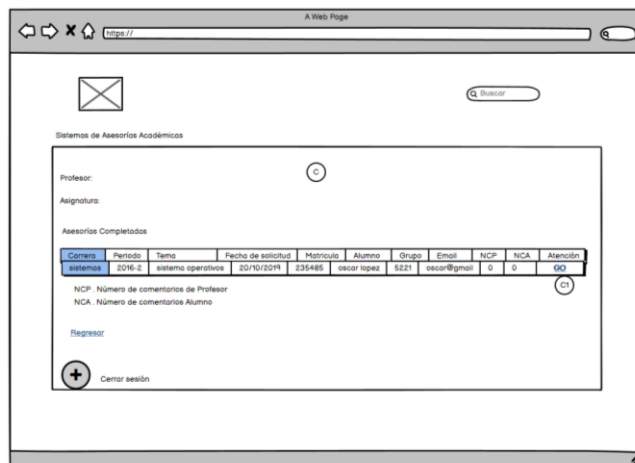 A Web Page
https://
Buscar
Sistemas de Asesorías Académicas
C
Profesor:
Asignatura:
Asesorías Completadas
Carrera Periodo Tema Fecha de solicitud Matricula Alumno Grupo Email NCP NCA Atención
sistemas 2016-2 sistema operativos 20/10/2019 235485 oscar lopez 5221 oscar@gmail 0 0 GO
C1
NCP . Número de comentarios de Profesor
NCA . Número de comentarios Alumno
Regresar
Cerrar sesión